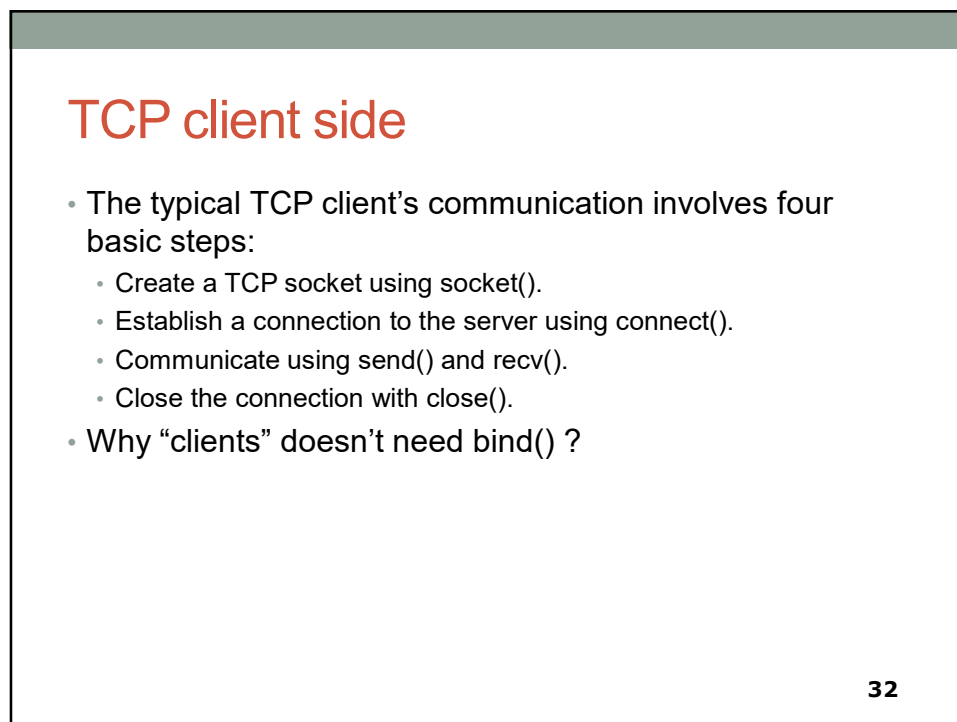 TCP client side
• The typical TCP client’s communication involves four
basic steps:
• Create a TCP socket using socket().
• Establish a connection to the server using connect().
• Communicate using send() and recv().
• Close the connection with close().
• Why “clients” doesn’t need bind() ?
32